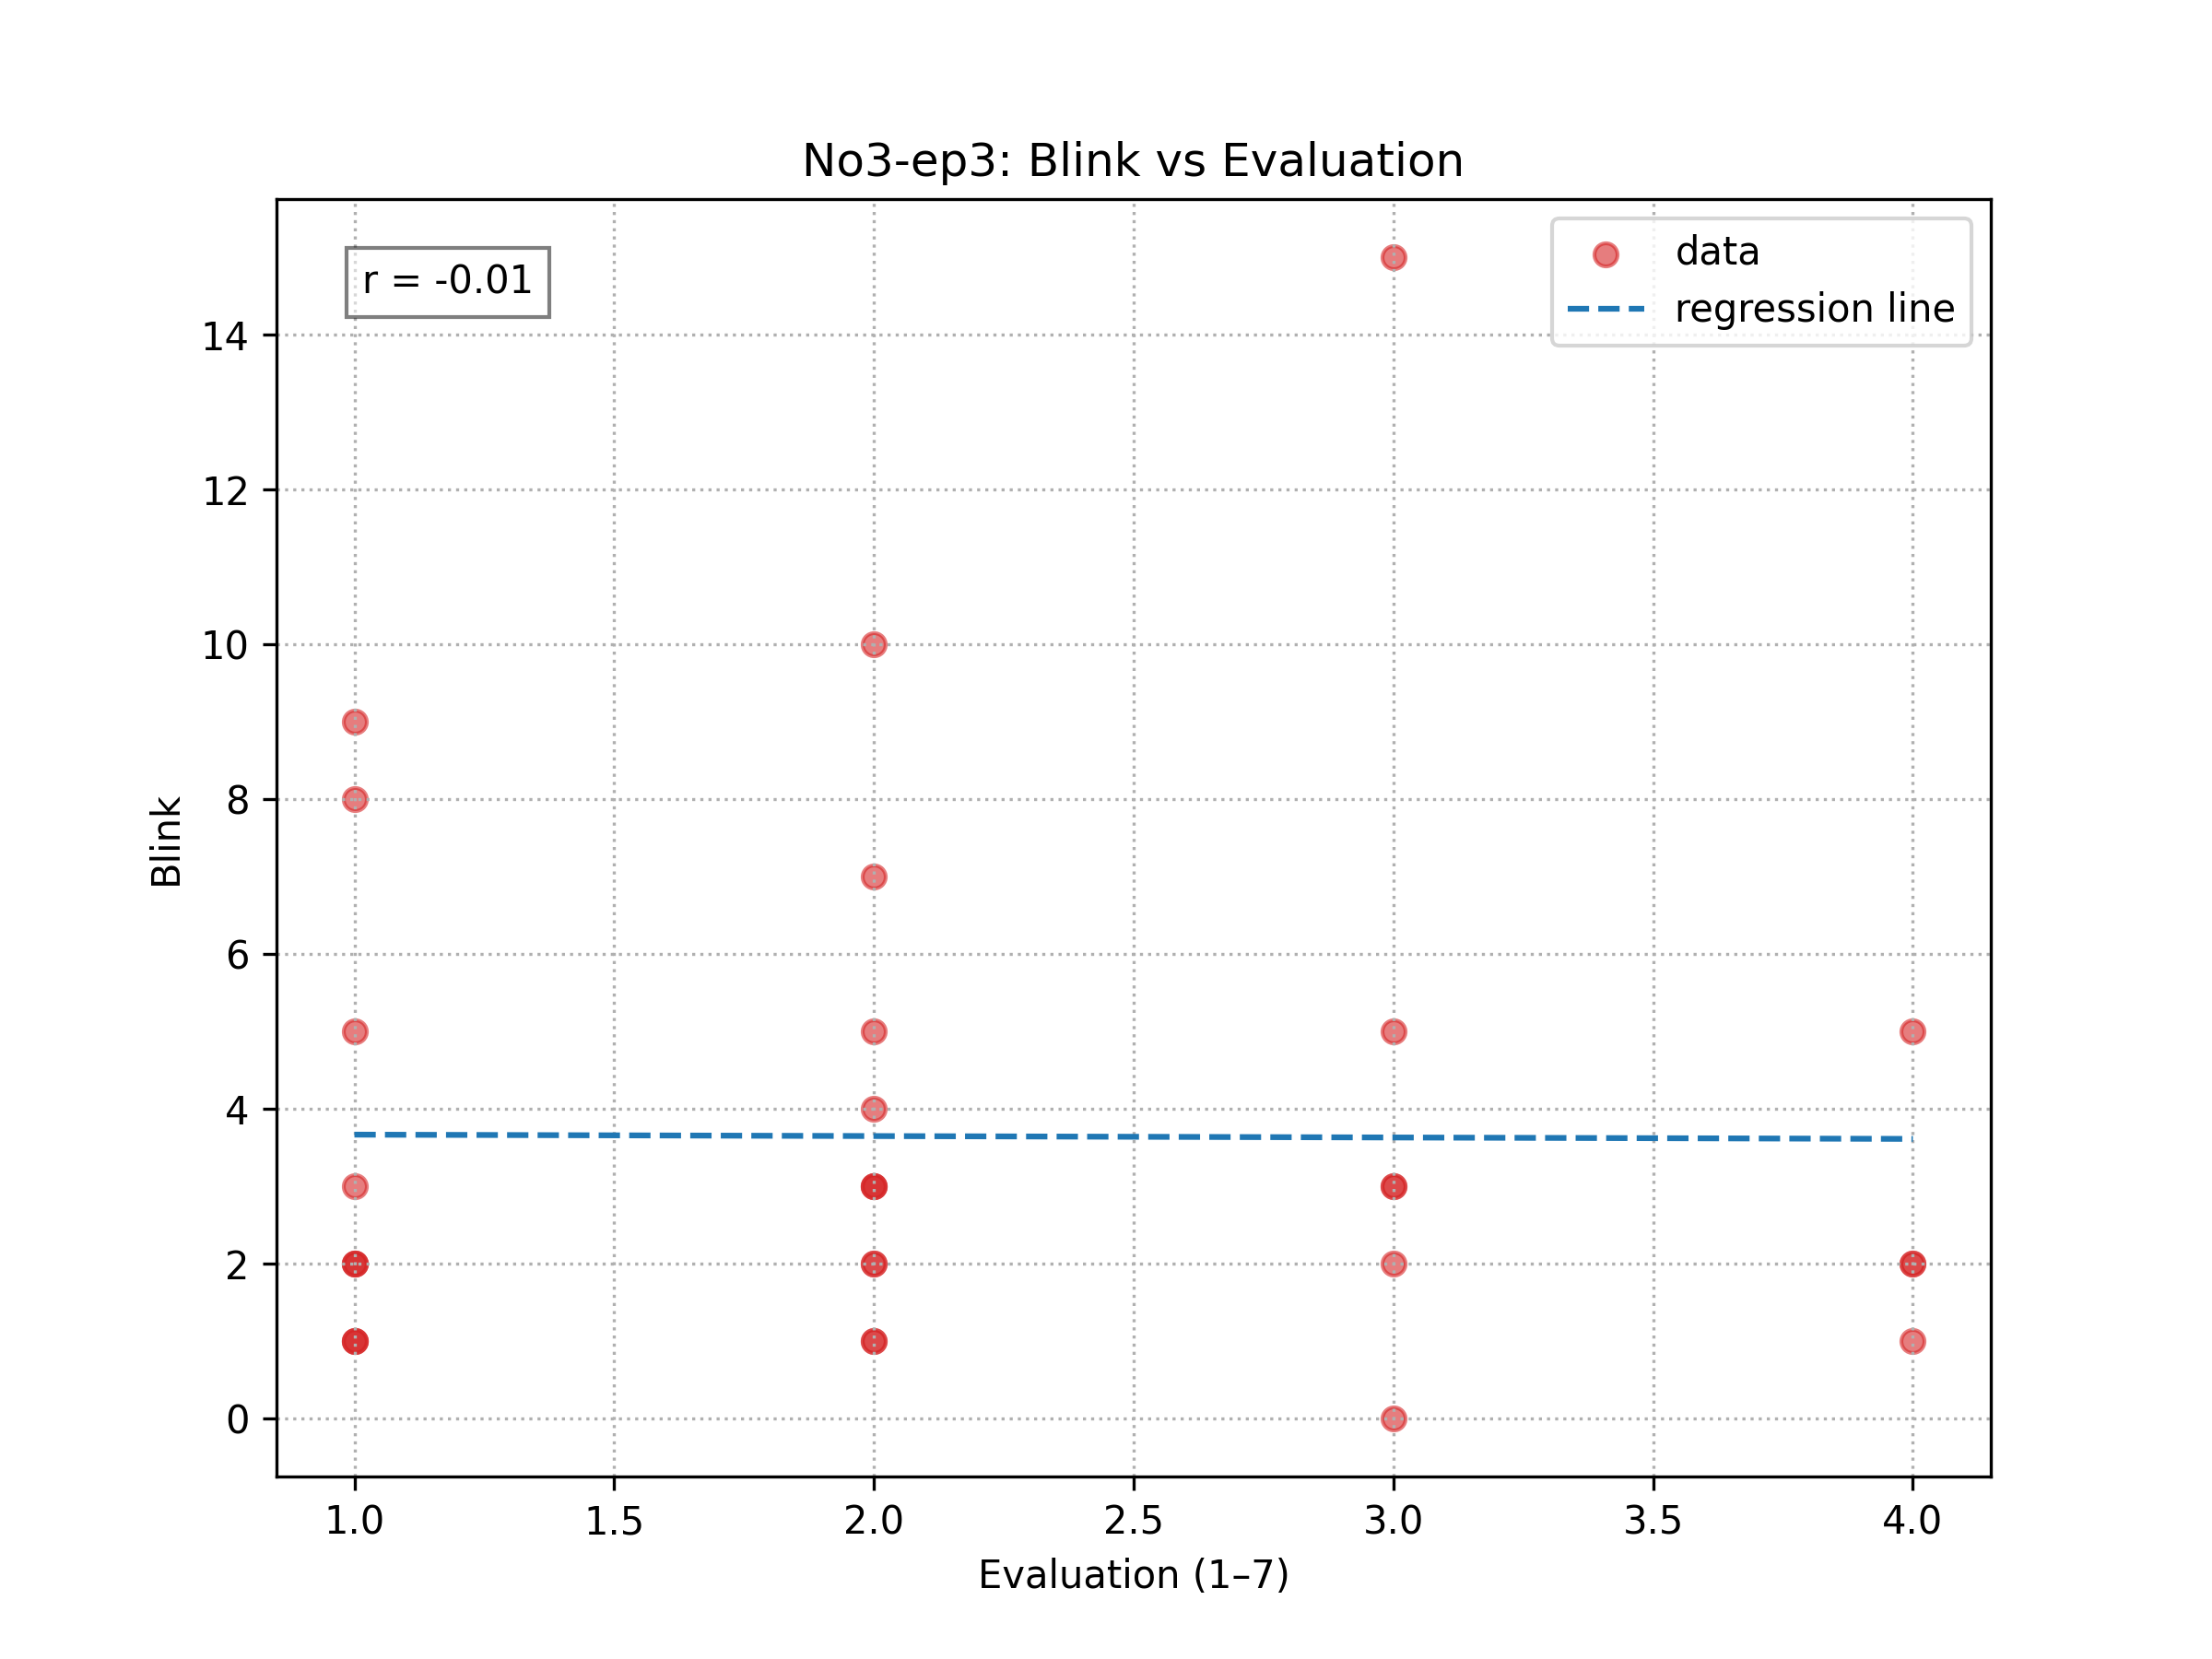 No3-ep3: Blink vs Evaluation
r = -0.01
data
regression line
14
12
10
8
6
4
2
0
Blink
1.0 1.5 2.0 2.5 3.0 3.5 4.0
Evaluation (1–7)